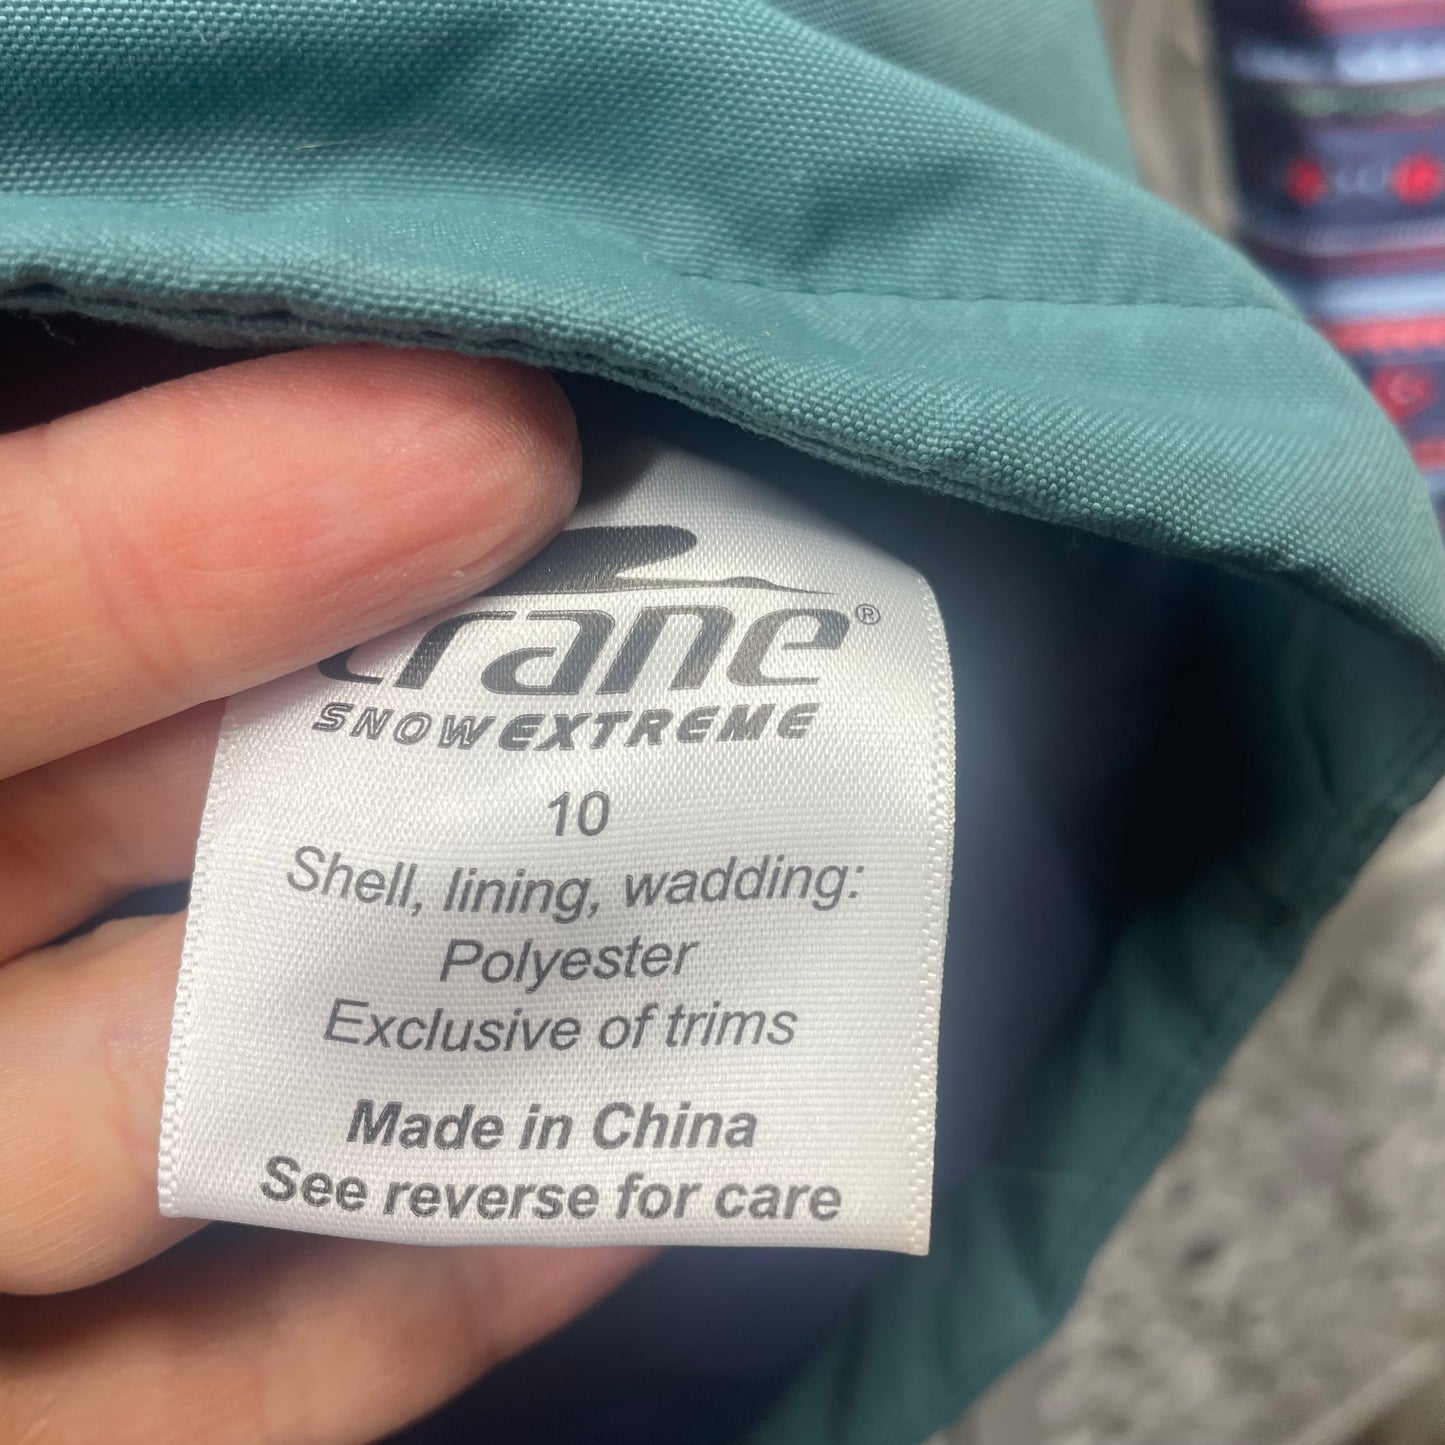 crane®
SNOWEXTREME
10
Shell, lining, wadding:
Polyester
Exclusive of trims
Made in China
See reverse for care